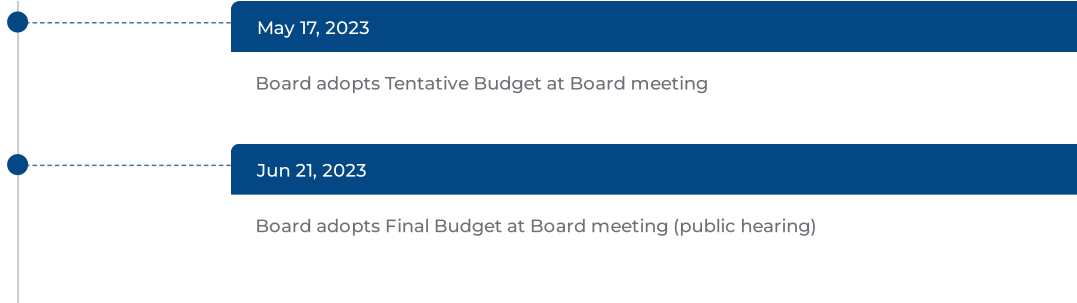 May 17, 2023
Board adopts Tentative Budget at Board meeting
Jun 21, 2023
Board adopts Final Budget at Board meeting (public hearing)